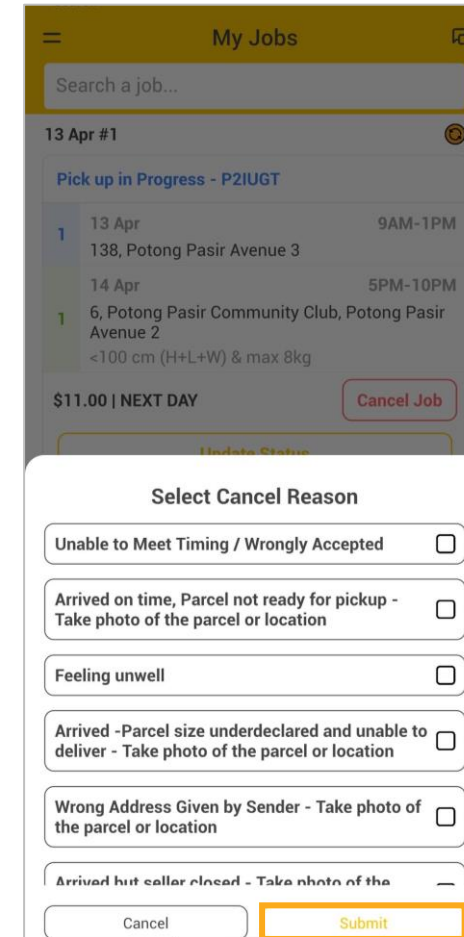 My Jobs
Search a job...
13 Apr #1
Pick up in Progress - P2IUGT
1
13 Apr
9AM-1PM
138, Potong Pasir Avenue 3
14 Apr
5PM-10PM
1
6, Potong Pasir Community Club, Potong Pasir
Avenue 2
<100 cm (H+L+W) & max 8kg
$11.00 | NEXT DAY
Cancel Job
Update Status
Select Cancel Reason
Unable to Meet Timing / Wrongly Accepted
Arrived on time, Parcel not ready for pickup -
Take photo of the parcel or location
Feeling unwell
Arrived -Parcel size underdeclared and unable to
deliver - Take photo of the parcel or location
Wrong Address Given by Sender - Take photo of
the parcel or location
Arrived but seller closed - Take photo of the
Cancel
Submit